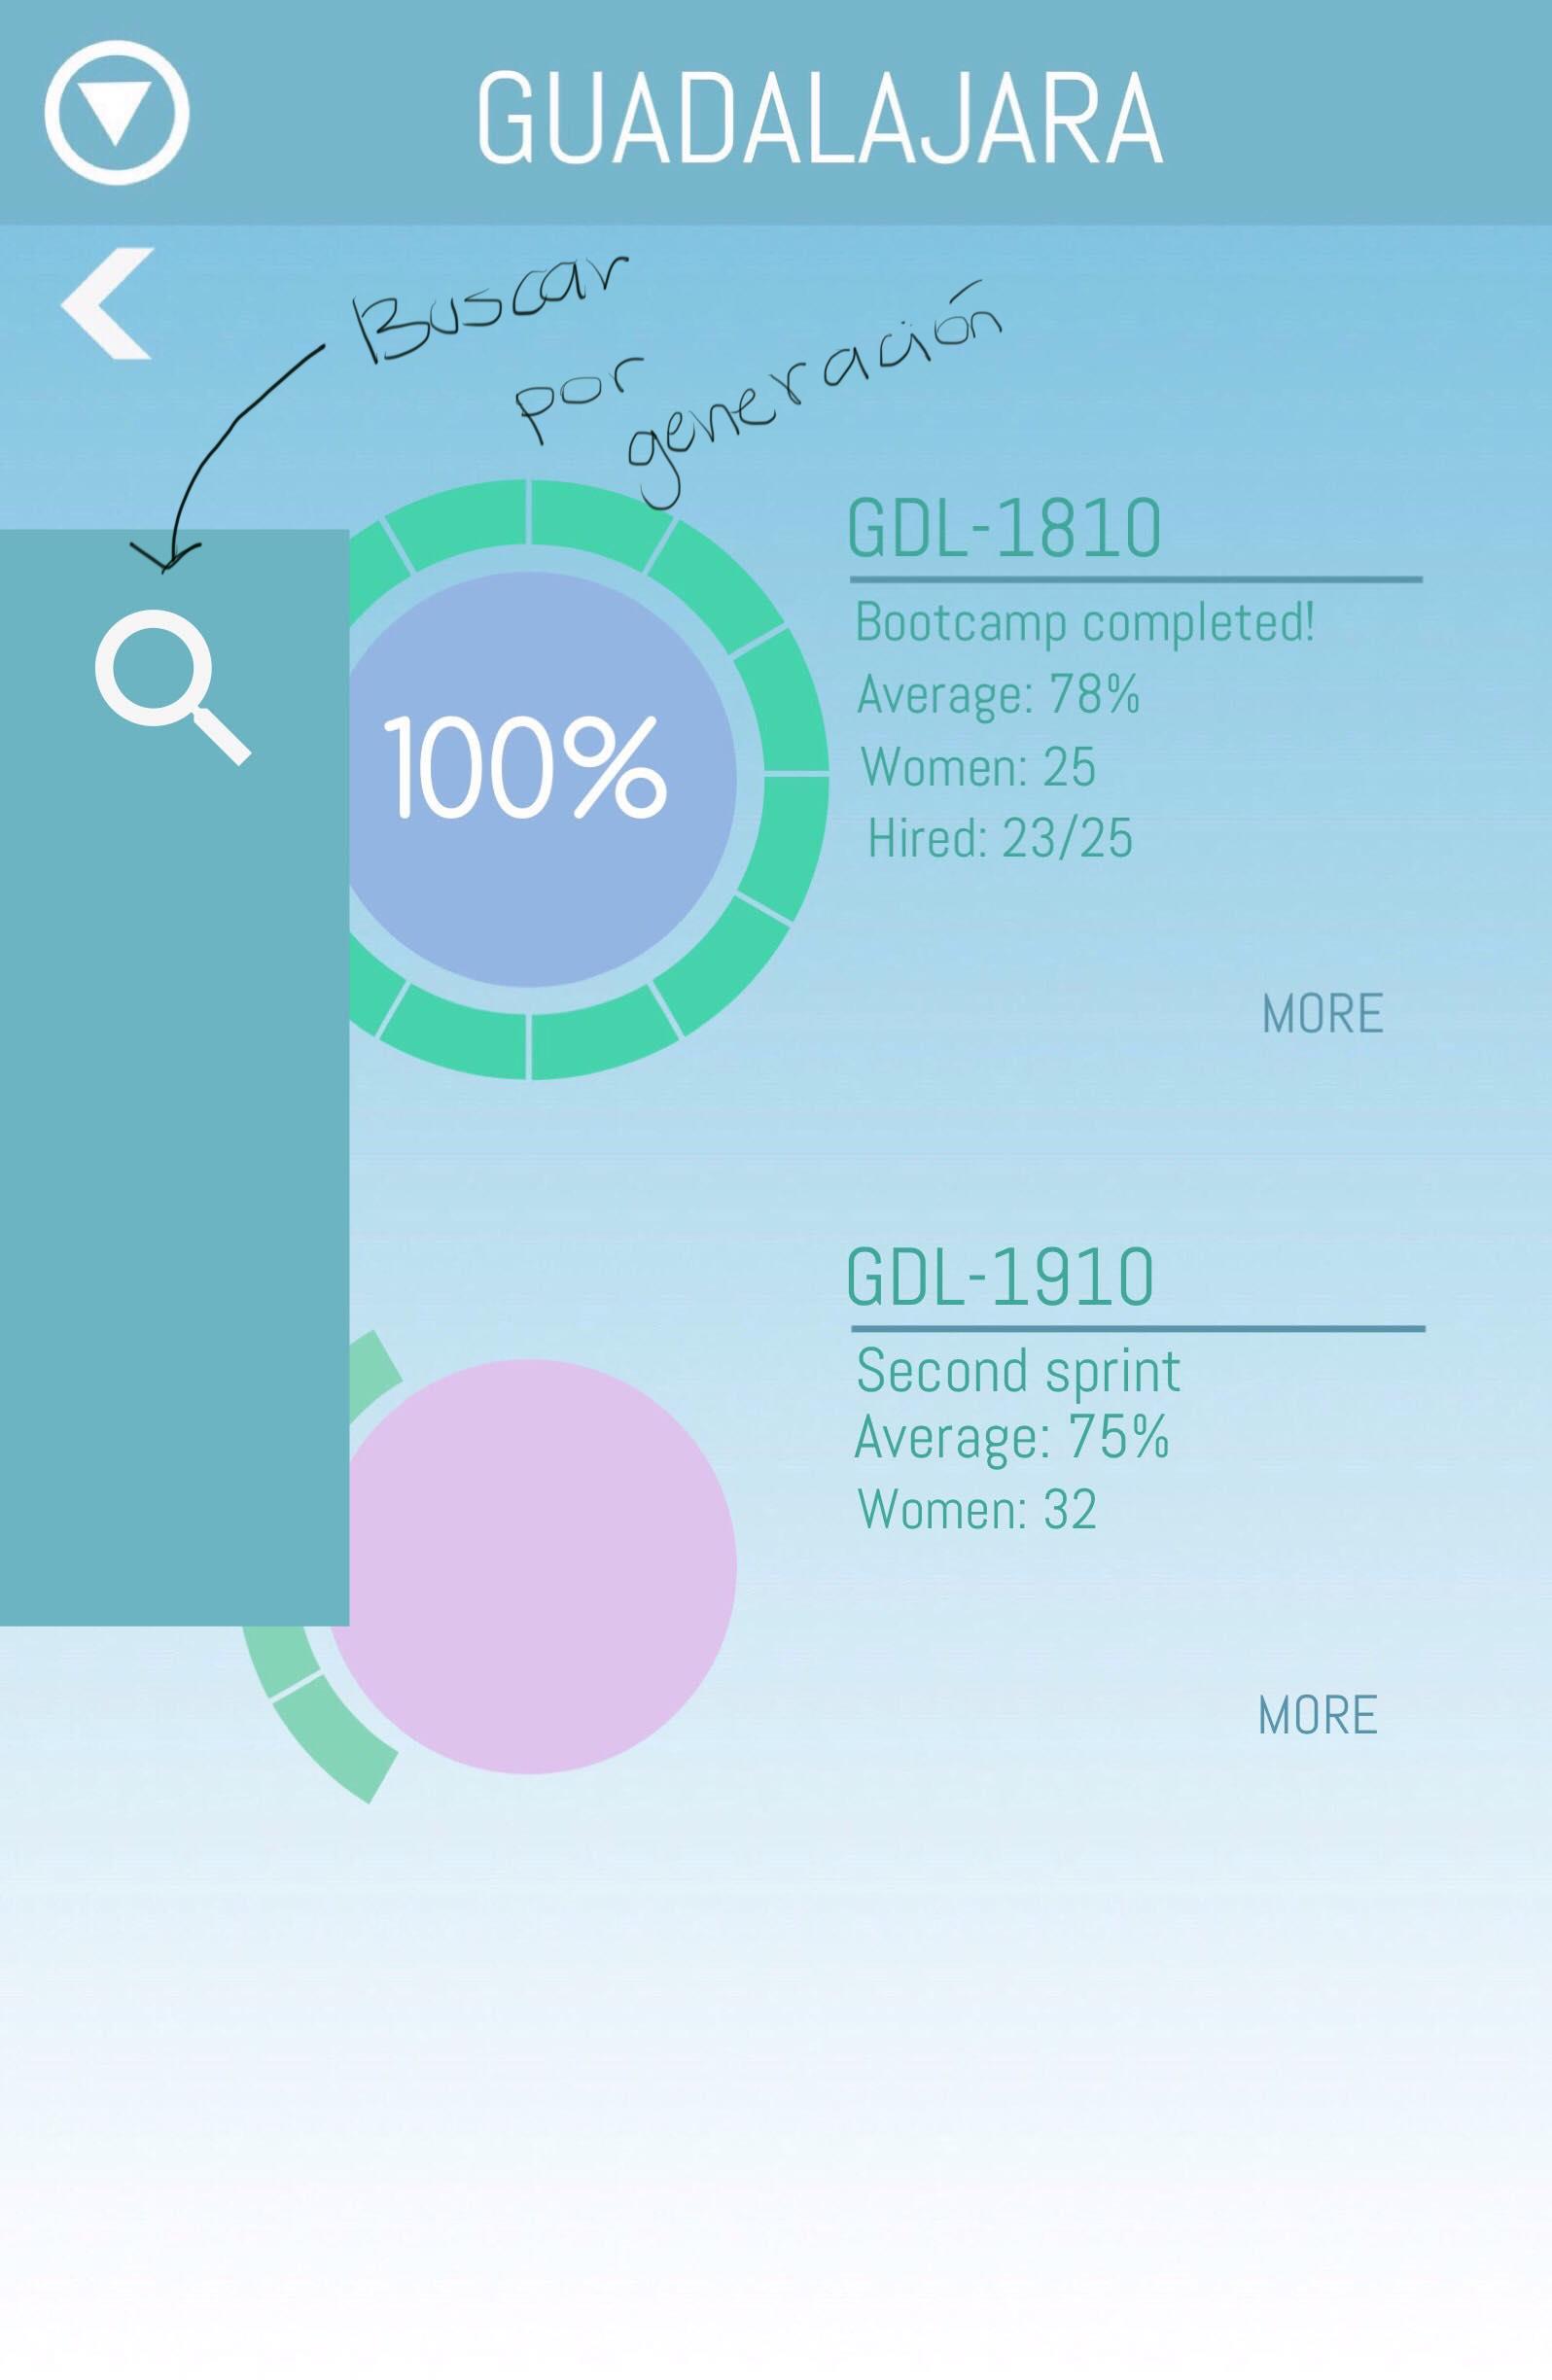 GUADALAJARA
Buscar
por
generación
GDL-1810
Bootcamp completed!
Average: 78%
100%
Women: 25
Hired: 23/25
MORE
GDL-1910
Second sprint
Average: 75%
Women: 32
MORE